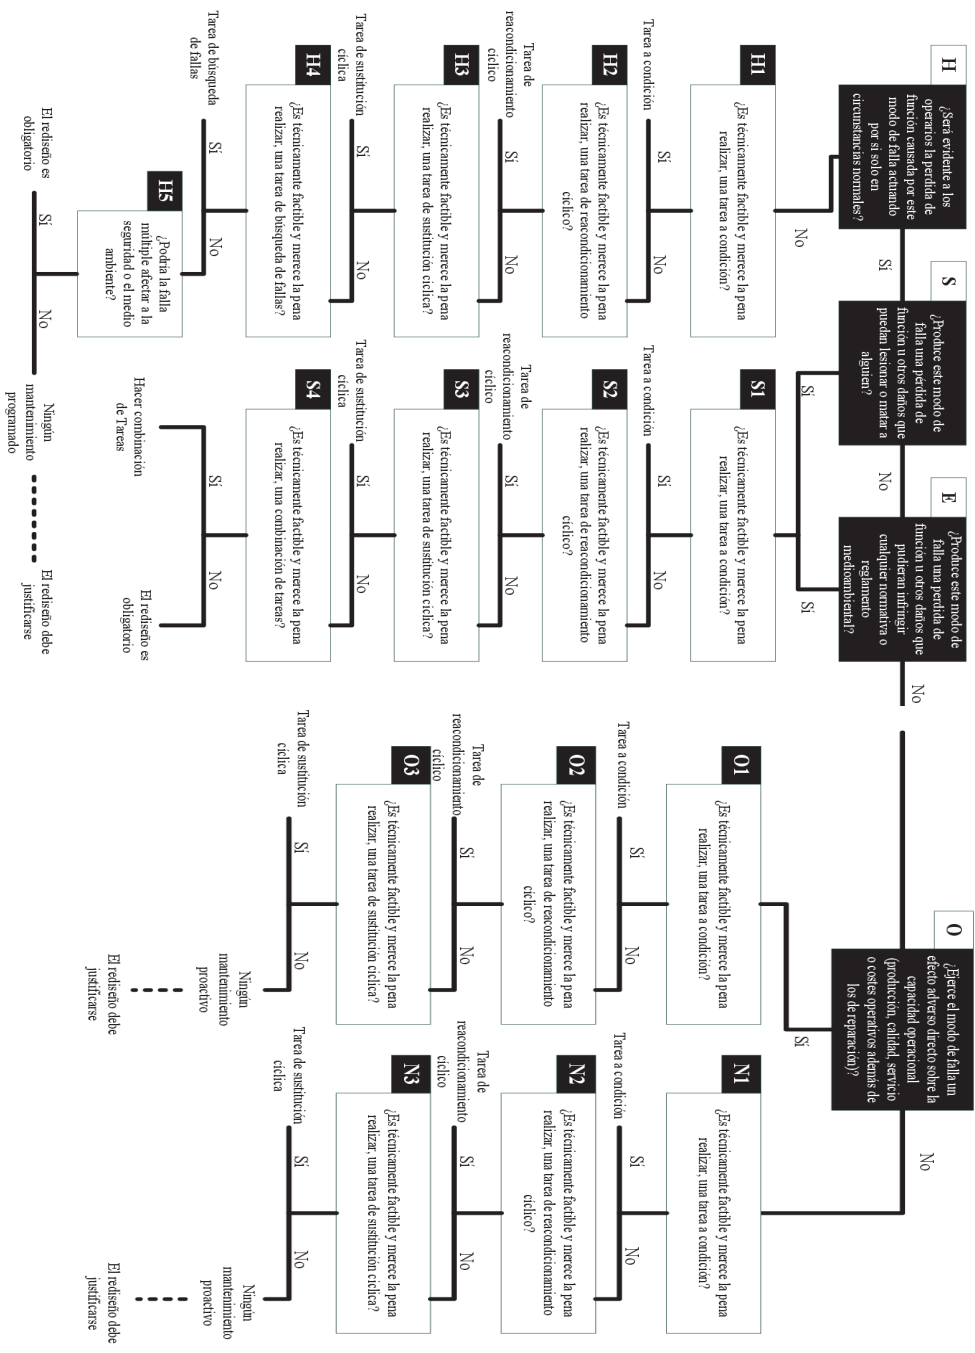 H
¿Será evidente a los
operarios la perdida de
función causada por este
modo de falla actuando
por si solo en
circunstancias normales?
Sí
No
S
¿Produce este modo de
falla una pérdida de
función u otros daños que
puedan lesionar o matar a
alguien?
Sí
No
E
¿Produce este modo de
falla una perdida de
función u otros daños que
pudieran infringir
cualquier normativa o
reglamento
medioambiental?
Sí
No
O
¿Ejerce el modo de falla un
efecto adverso directo sobre la
capacidad operacional
(producción, calidad, servicio
o costes operativos además de
los de reparación)?
Sí
No
H1
¿Es técnicamente factible y merece la pena
realizar, una tarea a condición?
Sí
No
Tarea a condición
H2
¿Es técnicamente factible y merece la pena
realizar, una tarea de reacondicionamiento
cíclico?
Sí
No
Tarea de
reacondicionamiento
cíclico
H3
¿Es técnicamente factible y merece la pena
realizar, una tarea de sustitución ciclica?
Sí
No
Tarea de sustitución
cíclica
H4
¿Es técnicamente factible y merece la pena
realizar, una tarea de búsqueda de fallas?
Sí
No
Tarea de búsqueda
de fallas
H5
¿Podría la falla
múltiple afectar a la
seguridad o el medio
ambiente?
Sí
No
El rediseño es
obligatorio
Ningún
mantenimiento
programado
El rediseño debe
justificarse
S1
¿Es técnicamente factible y merece la pena
realizar, una tarea a condición?
Sí
No
Tarea a condición
S2
¿Es técnicamente factible y merece la pena
realizar, una tarea de reacondicionamiento
cíclico?
Sí
No
Tarea de
reacondicionamiento
cíclico
S3
¿Es técnicamente factible y merece la pena
realizar, una tarea de sustitución ciclica?
Sí
No
Tarea de sustitución
cíclica
S4
¿Es técnicamente factible y merece la pena
realizar, una combinación de tareas?
Sí
No
Hacer combinación
de Tareas
El rediseño es
obligatorio
O1
¿Es técnicamente factible y merece la pena
realizar, una tarea a condición?
Sí
No
Tarea a condición
O2
¿Es técnicamente factible y merece la pena
realizar, una tarea de reacondicionamiento
cíclico?
Sí
No
Tarea de
reacondicionamiento
cíclico
O3
¿Es técnicamente factible y merece la pena
realizar, una tarea de sustitución ciclica?
Sí
No
Tarea de sustitución
cíclica
Ningún
mantenimiento
proactivo
El rediseño debe
justificarse
N1
¿Es técnicamente factible y merece la pena
realizar, una tarea a condición?
Sí
No
Tarea a condición
N2
¿Es técnicamente factible y merece la pena
realizar, una tarea de reacondicionamiento
cíclico?
Sí
No
Tarea de
reacondicionamiento
cíclico
N3
¿Es técnicamente factible y merece la pena
realizar, una tarea de sustitución ciclica?
Sí
No
Tarea de sustitución
cíclica
Ningún
mantenimiento
proactivo
El rediseño debe
justificarse